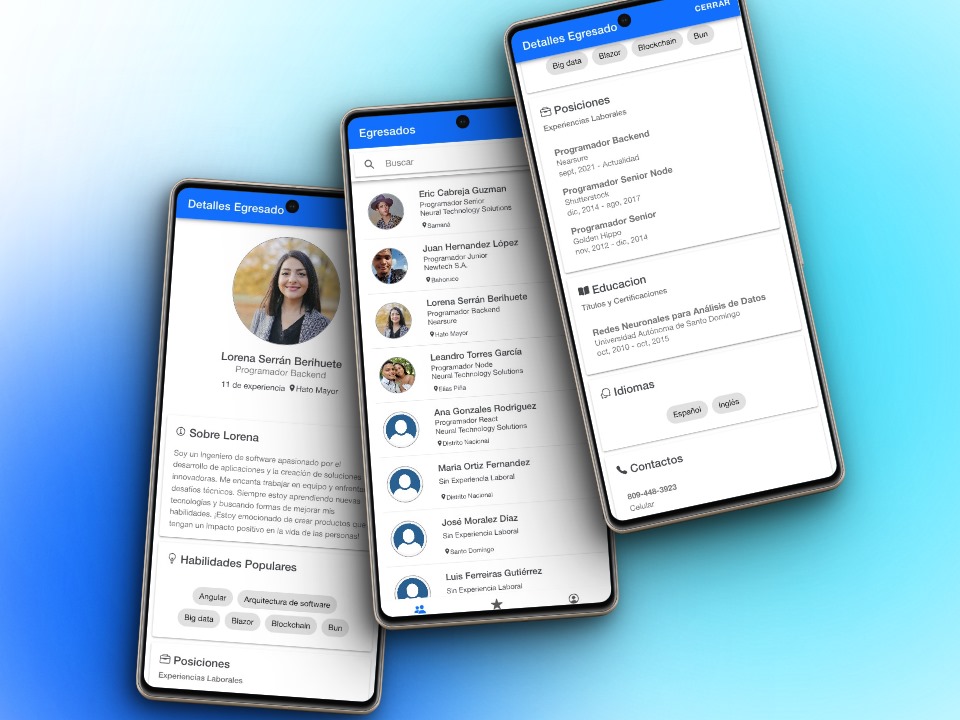 Detalles Egresado
Lorena Serrán Berihuete
Programador Backend
11 de experiencia Hato Mayor
Sobre Lorena
Soy un Ingeniero de software apasionado por el
desarrollo de aplicaciones y la creación de soluciones
innovadoras. Me encanta trabajar en equipo y enfrentar
desafíos técnicos. Siempre estoy aprendiendo nuevas
tecnologías y buscando formas de mejorar mis
habilidades. ¡Estoy emocionado de crear productos que
tengan un impacto positivo en la vida de las personas!
Habilidades Populares
Angular Arquitectura de software
Big data Blazor Blockchain Bun
Posiciones
Experiencias Laborales
Egresados
Buscar
Eric Cabreja Guzman
Programador Senior
Neural Technology Solutions
Samaná
Juan Hernandez López
Programador Junior
Newtech S.A.
Bahoruco
Lorena Serrán Berihuete
Programador Backend
Nearsure
Hato Mayor
Leandro Torres García
Programador Node
Neural Technology Solutions
Elías Piña
Ana Gonzales Rodriguez
Programador React
Neural Technology Solutions
Distrito Nacional
Maria Ortiz Fernandez
Sin Experiencia Laboral
Distrito Nacional
José Moralez Diaz
Sin Experiencia Laboral
Santo Domingo
Luis Ferreiras Gutiérrez
Sin Experiencia Laboral
Detalles Egresado CERRAR
Big data Blazor Blockchain Bun
Posiciones
Experiencias Laborales
Programador Backend
Nearsure
sept, 2021 - Actualidad
Programador Senior Node
Shutterstock
dic, 2014 - ago, 2017
Programador Senior
Golden Hippo
nov, 2012 - dic, 2014
Educacion
Títulos y Certificaciones
Redes Neuronales para Análisis de Datos
Universidad Autónoma de Santo Domingo
oct, 2010 - oct, 2015
Idiomas
Español Inglés
Contactos
809-448-3923
Celular